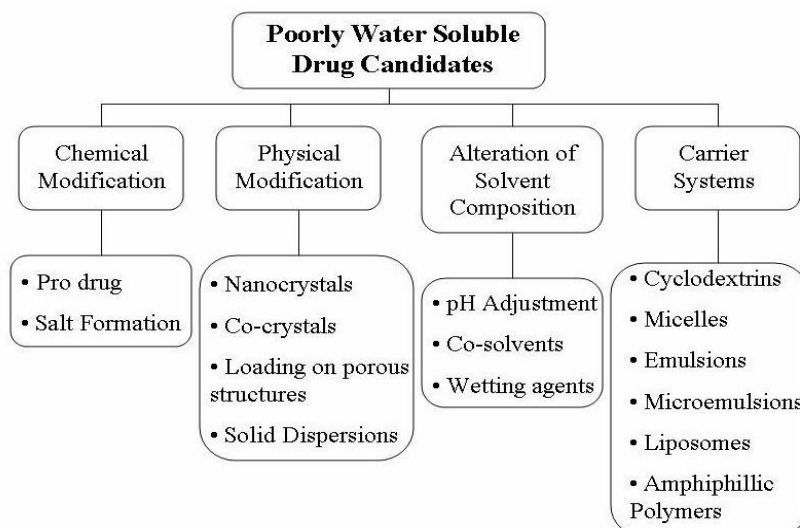 Poorly Water Soluble
Drug Candidates
Chemical
Modification
Physical
Modification
Alteration of
Solvent
Composition
Carrier
Systems
• Pro drug
• Salt Formation
• Nanocrystals
• Co-crystals
• Loading on porous
structures
• Solid Dispersions
• pH Adjustment
• Co-solvents
• Wetting agents
• Cyclodextrins
• Micelles
• Emulsions
• Microemulsions
• Liposomes
• Amphiphillic
Polymers